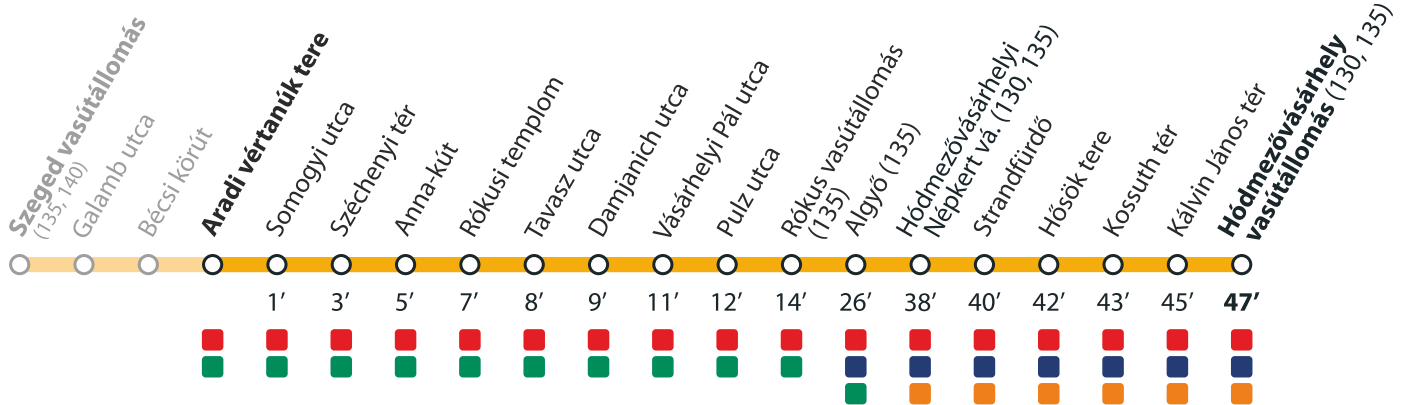 Szeged vasútállomás
(135, 140)
Galamb utca
Bécsi körút
Aradi vértanúk tere
Somogyi utca
Széchenyi tér
Anna-kút
Rókusi templom
Tavasz utca
Damjanich utca
Vásárhelyi Pál utca
Pulz utca
Rókus vasútállomás
(135)
Algyő (135)
Hódmezővásárhelyi
Népkert vá. (130, 135)
Strandfürdő
Hősök tere
Kossuth tér
Kálvin János tér
Hódmezővásárhely
vasútállomás (130, 135)
1’ 3’ 5’ 7’ 8’ 9’ 11’ 12’ 14’ 26’ 38’ 40’ 42’ 43’ 45’ 47’